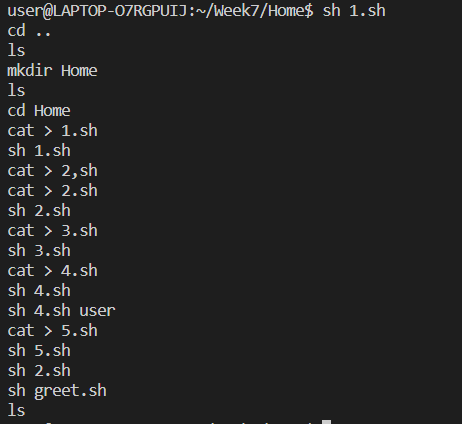 user@LAPTOP-O7RGPUIJ:~/Week7/Home$ sh 1.sh
cd ..
ls
mkdir Home
ls
cd Home
cat > 1.sh
sh 1.sh
cat > 2,sh
cat > 2.sh
sh 2.sh
cat > 3.sh
sh 3.sh
cat > 4.sh
sh 4.sh
sh 4.sh user
cat > 5.sh
sh 5.sh
sh 2.sh
sh greet.sh
ls